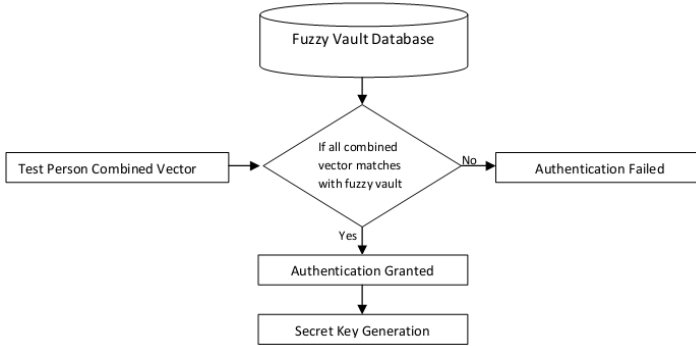 Fuzzy Vault Database
If all combined
vector matches
with fuzzy vault
Test Person Combined Vector
No
Authentication Failed
Yes
Authentication Granted
Secret Key Generation